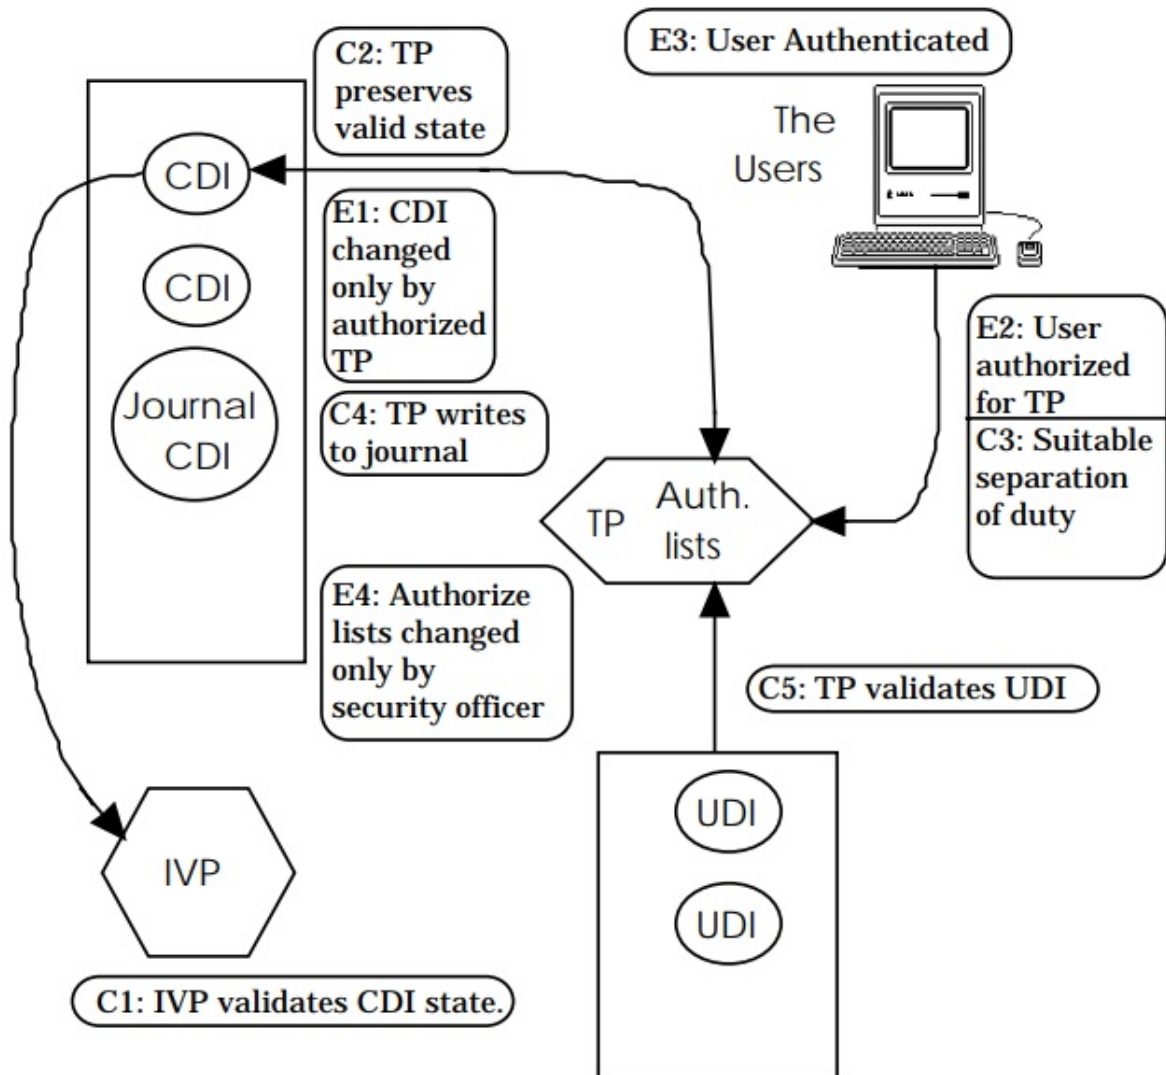 C2: TP
preserves
valid state
E3: User Authenticated
The
Users
CDI
E1: CDI
changed
only by
authorized
TP
CDI
E2: User
authorized
for TP
Journal
CDI
C4: TP writes
to journal
C3: Suitable
separation
of duty
TP
Auth.
lists
E4: Authorize
lists changed
only by
security officer
C5: TP validates UDI
UDI
IVP
UDI
C1: IVP validates CDI state.